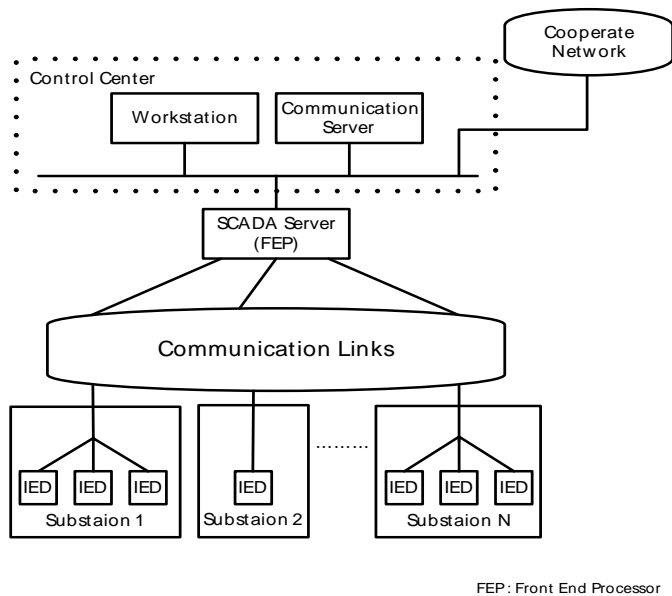 Cooperate
Network
Control Center
Workstation
Communication
Server
SCADA Server
(FEP)
Communication Links
.........
IED
IED
IED
IED
IED
IED
IED
Substaion 1
Substaion 2
Substaion N
FEP: Front End Processor